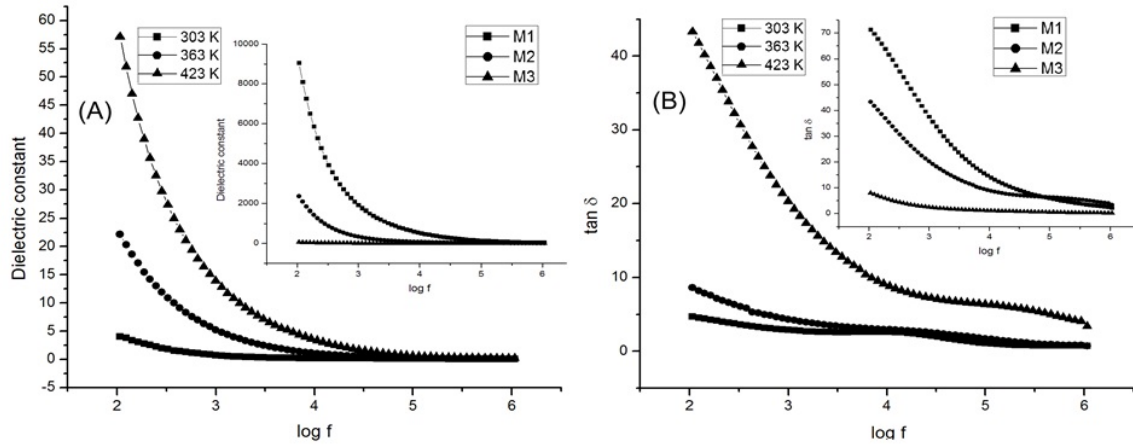 (A)
Dielectric constant
60
55
50
45
40
35
30
25
20
15
10
5
0
-5
2
3
4
5
6
log f
303 K
363 K
423 K
Dielectric constant
10000
8000
6000
4000
2000
0
2
3
4
5
6
log f
M1
M2
M3
(B)
tan δ
40
30
20
10
0
2
3
4
5
6
log f
303 K
363 K
423 K
tan δ
70
60
50
40
30
20
10
0
2
3
4
5
6
log f
M1
M2
M3